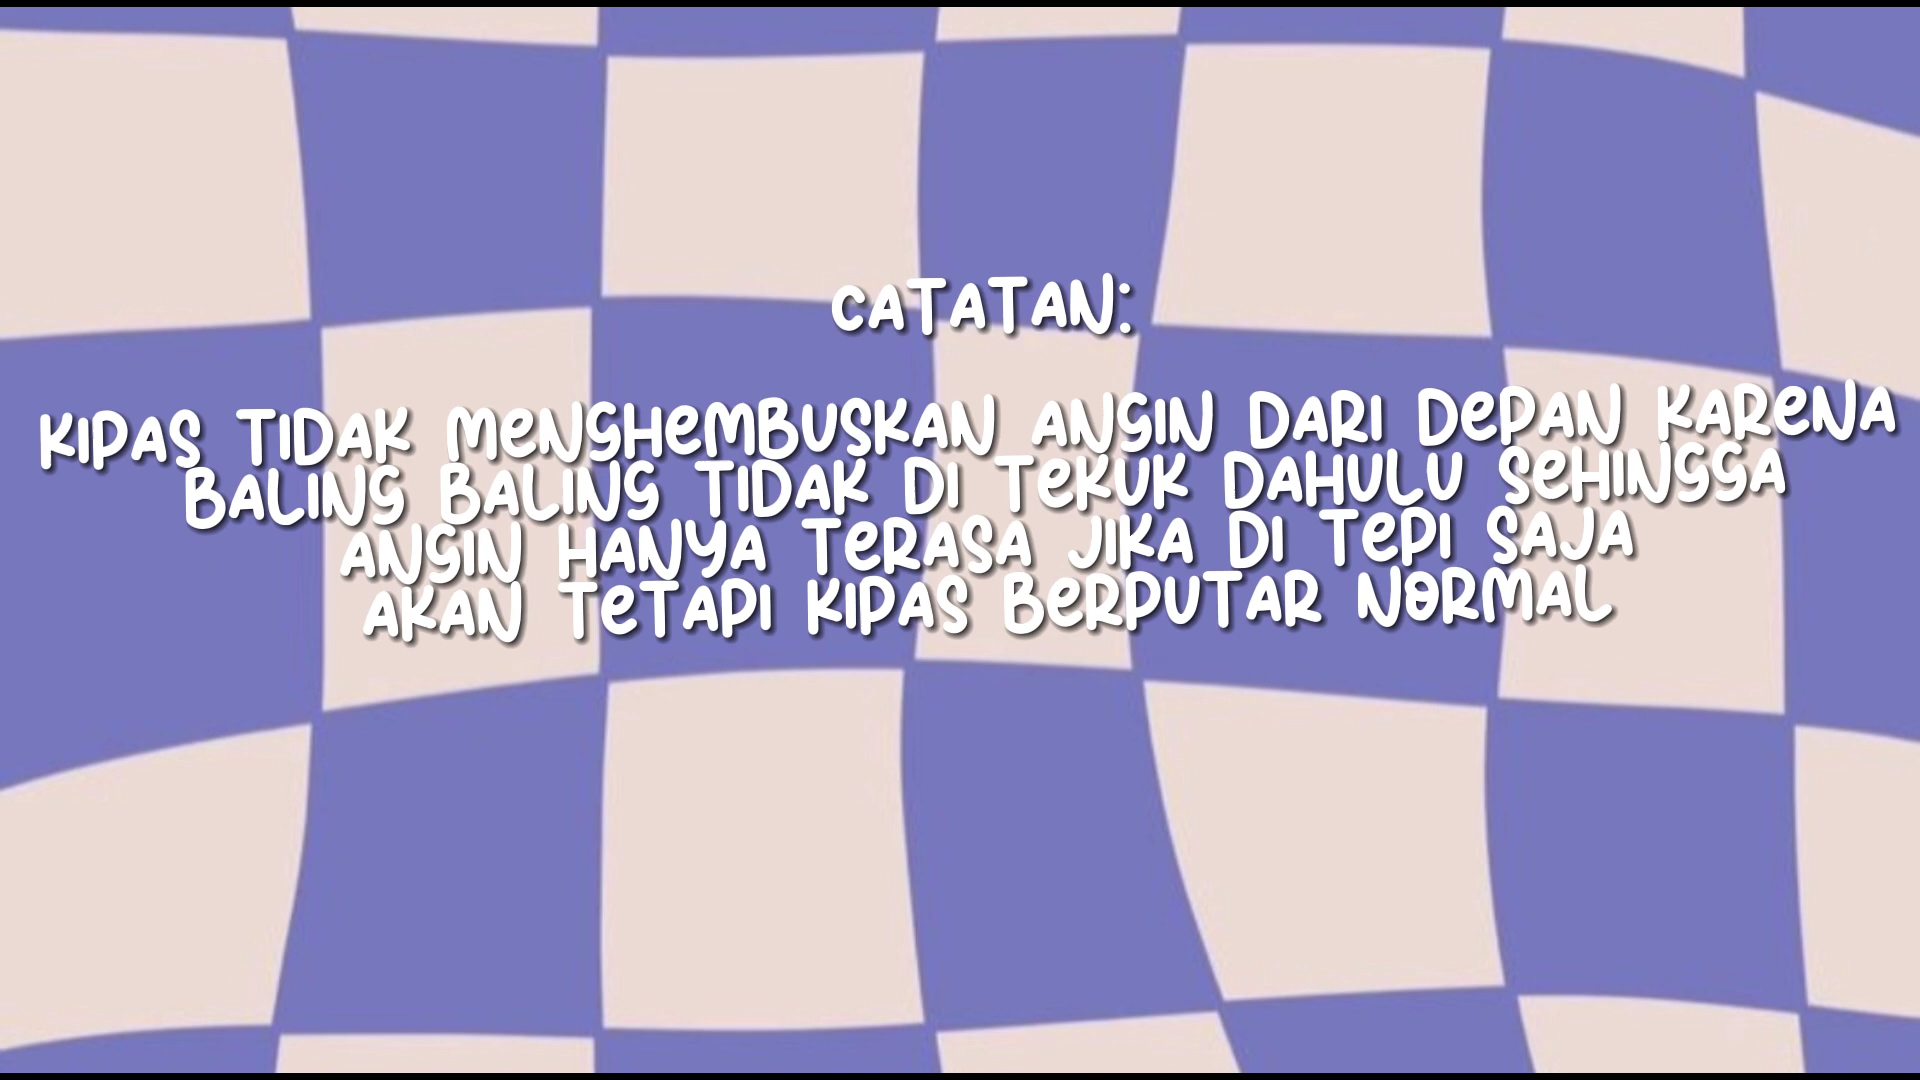 CATATAN:
KIPAS TIDAK MENGHEMBUSKAN ANGIN DARI DEPAN KARENA
BALING BALING TIDAK DI TEKUK DAHULU SEHINGGA
ANGIN HANYA TERASA JIKA DI TEPI SAJA
AKAN TETAPI KIPAS BERPUTAR NORMAL